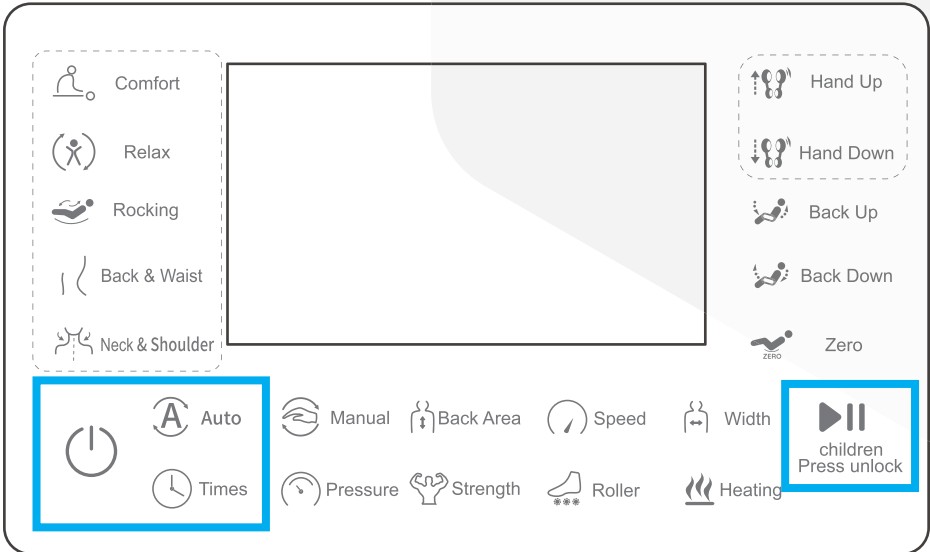 Comfort
Relax
Rocking
Back & Waist
Neck & Shoulder
Hand Up
Hand Down
Back Up
Back Down
ZERO
Zero
A Auto
Manual
Back Area
Speed
Width
Times
Pressure
Strength
Roller
Heating
children
Press unlock